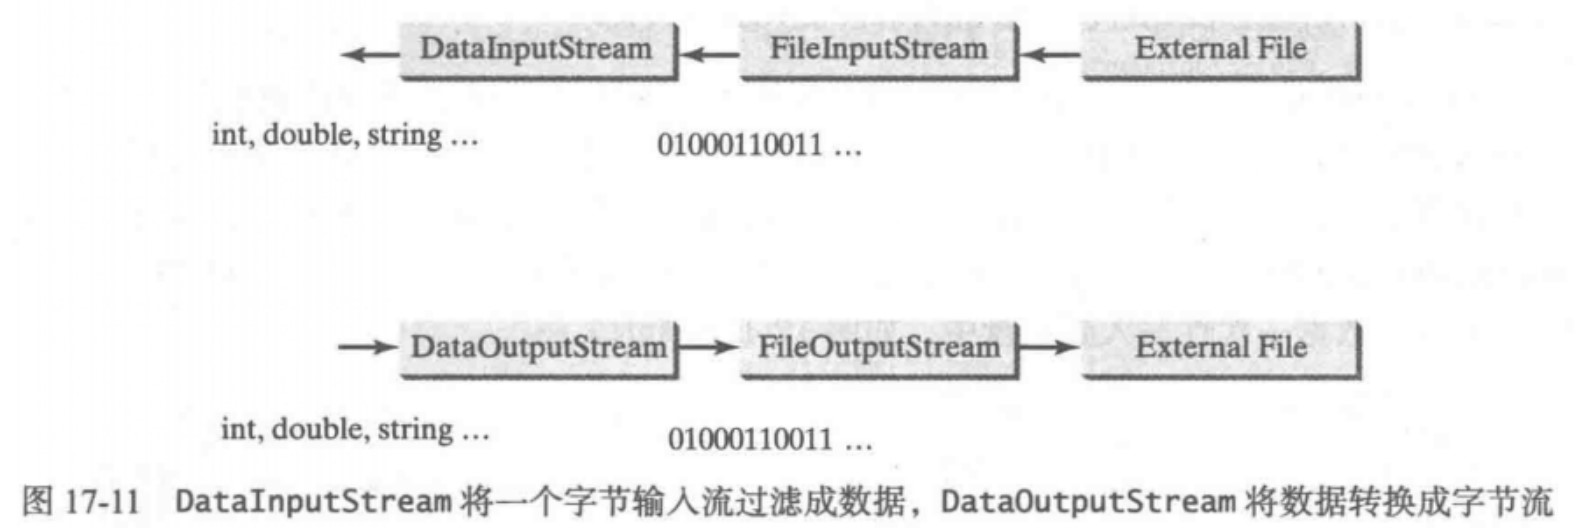 DataInputStream FileInputStream External File
int, double, string ... 01000110011 ...
DataOutputStream FileOutputStream External File
int, double, string ... 01000110011 ...
图 17-11 DataInputStream 将一个字节输入流过滤成数据，DataOutputStream 将数据转换成字节流